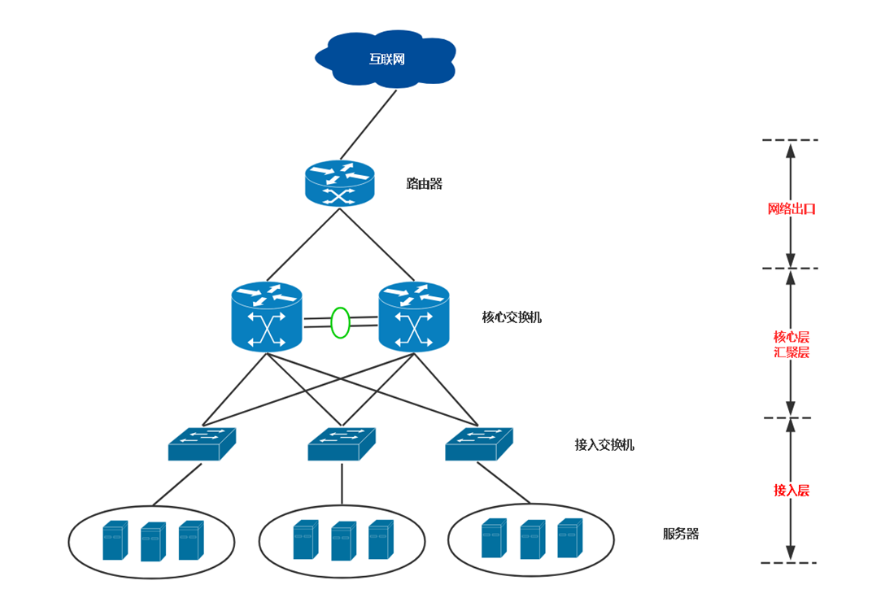 互联网
路由器
网络出口
核心交换机
核心层
汇聚层
接入交换机
接入层
服务器